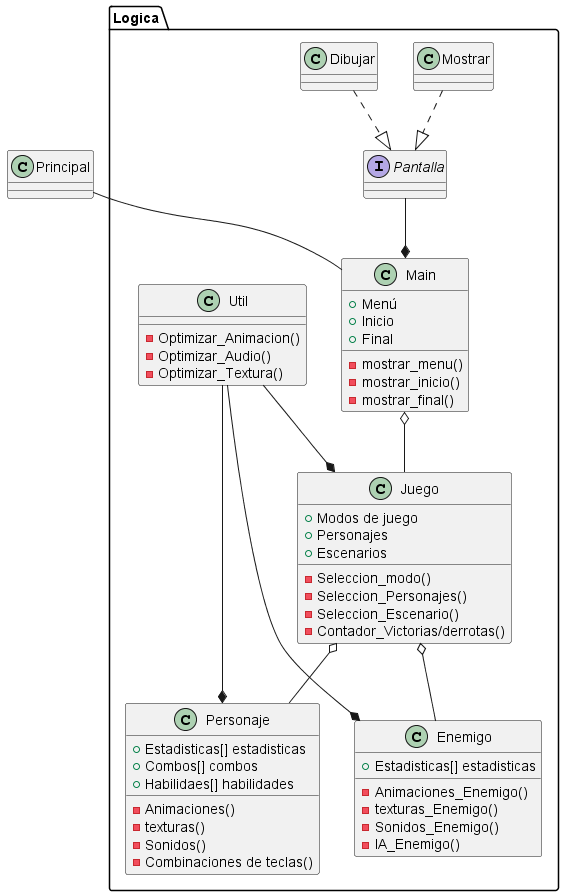 Logica
C Dibujar
C Mostrar
C Principal
I Pantalla
C Main
Menú
Inicio
Final
mostrar_menu()
mostrar_inicio()
mostrar_final()
C Util
Optimizar_Animacion()
Optimizar_Audio()
Optimizar_Textura()
C Juego
Modos de juego
Personajes
Escenarios
Seleccion_modo()
Seleccion_Personajes()
Seleccion_Escenario()
Contador_Victorias/derrotas()
C Personaje
Estadisticas[] estadisticas
Combos[] combos
Habilidaes[] habilidades
Animaciones()
texturas()
Sonidos()
Combinaciones de teclas()
C Enemigo
Estadisticas[] estadisticas
Animaciones_Enemigo()
texturas_Enemigo()
Sonidos_Enemigo()
IA_Enemigo()